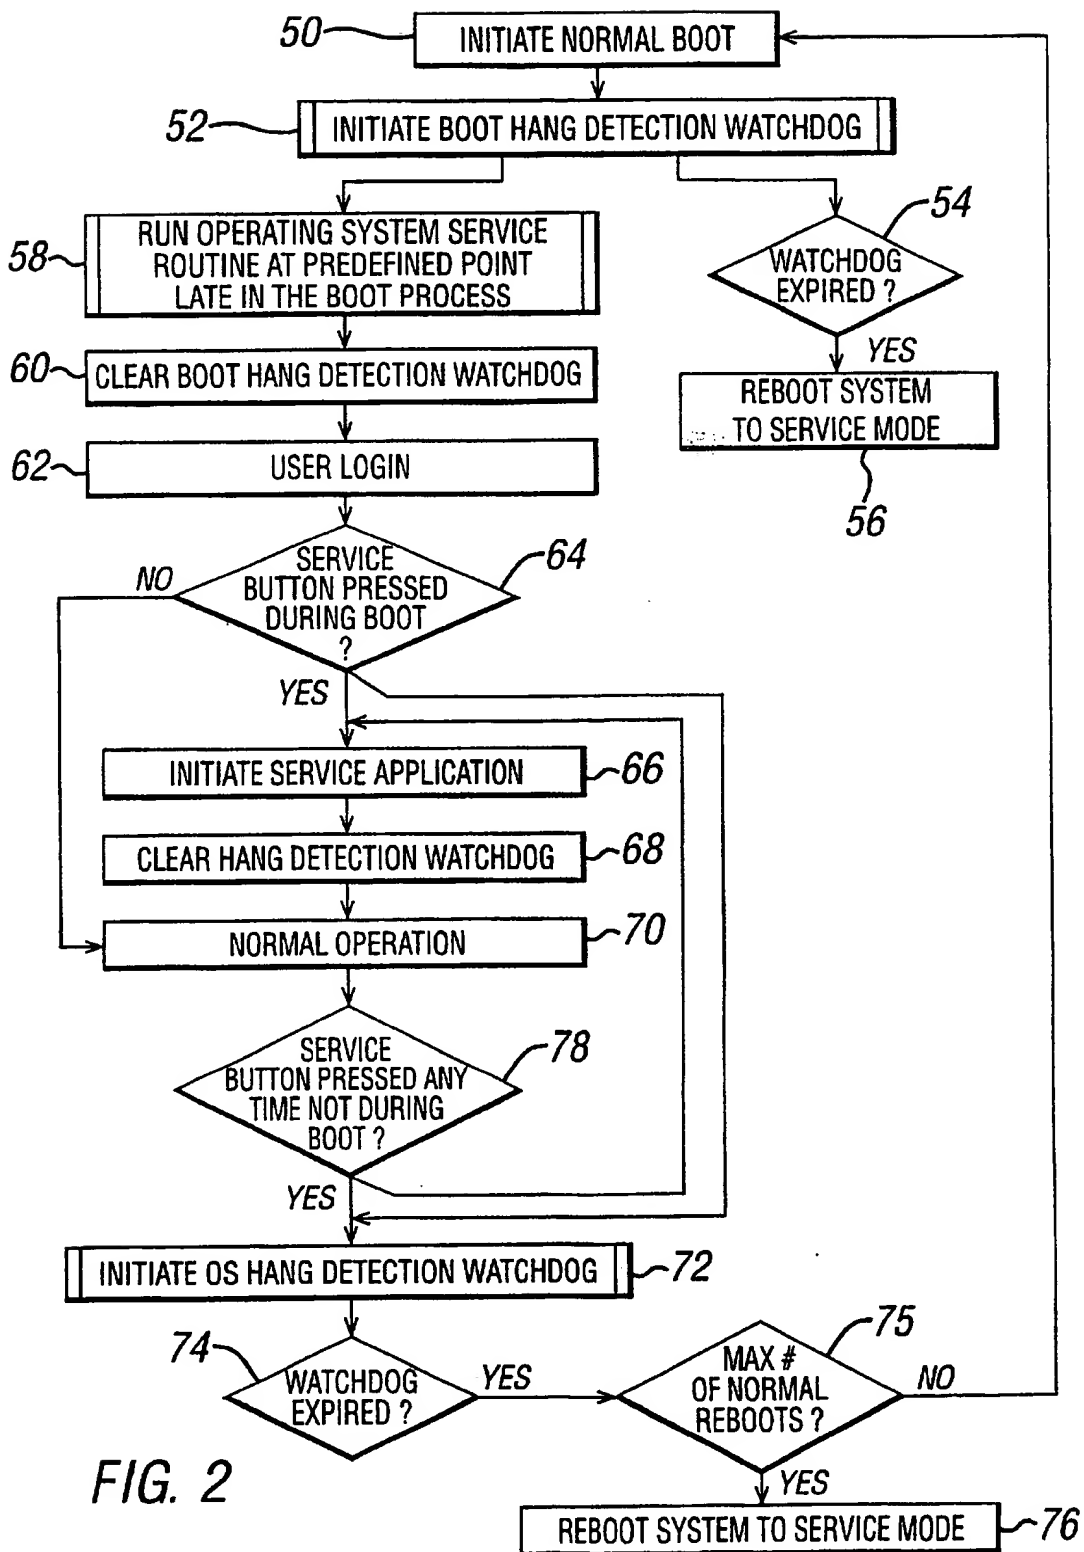 50
INITIATE NORMAL BOOT
52
INITIATE BOOT HANG DETECTION WATCHDOG
58
RUN OPERATING SYSTEM SERVICE
ROUTINE AT PREDEFINED POINT
LATE IN THE BOOT PROCESS
54
WATCHDOG
EXPIRED ?
YES
60
CLEAR BOOT HANG DETECTION WATCHDOG
REBOOT SYSTEM
TO SERVICE MODE
56
62
USER LOGIN
64
SERVICE
BUTTON PRESSED
DURING BOOT
?
NO
YES
INITIATE SERVICE APPLICATION
66
CLEAR HANG DETECTION WATCHDOG
68
NORMAL OPERATION
70
SERVICE
BUTTON PRESSED ANY
TIME NOT DURING
BOOT ?
78
YES
INITIATE OS HANG DETECTION WATCHDOG
72
74
WATCHDOG
EXPIRED ?
YES
75
MAX #
OF NORMAL
REBOOTS ?
NO
YES
REBOOT SYSTEM TO SERVICE MODE
76
FIG. 2